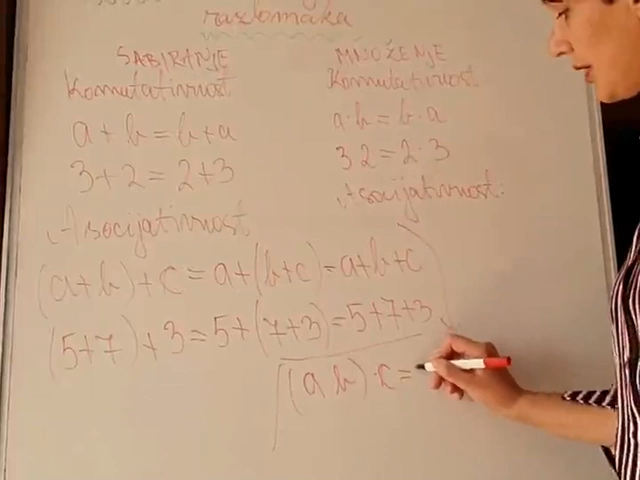 razlomaka
SABIRANJE
Komutativnost
a+b=b+a
3+2=2+3
Asocijativnost
(a+b)+c=a+(b+c)=a+b+c
(5+7)+3=5+(7+3)=5+7+3
MNOŽENJE
Komutativnost
a·b=b·a
3·2=2·3
Asocijativnost:
(a b)·c=